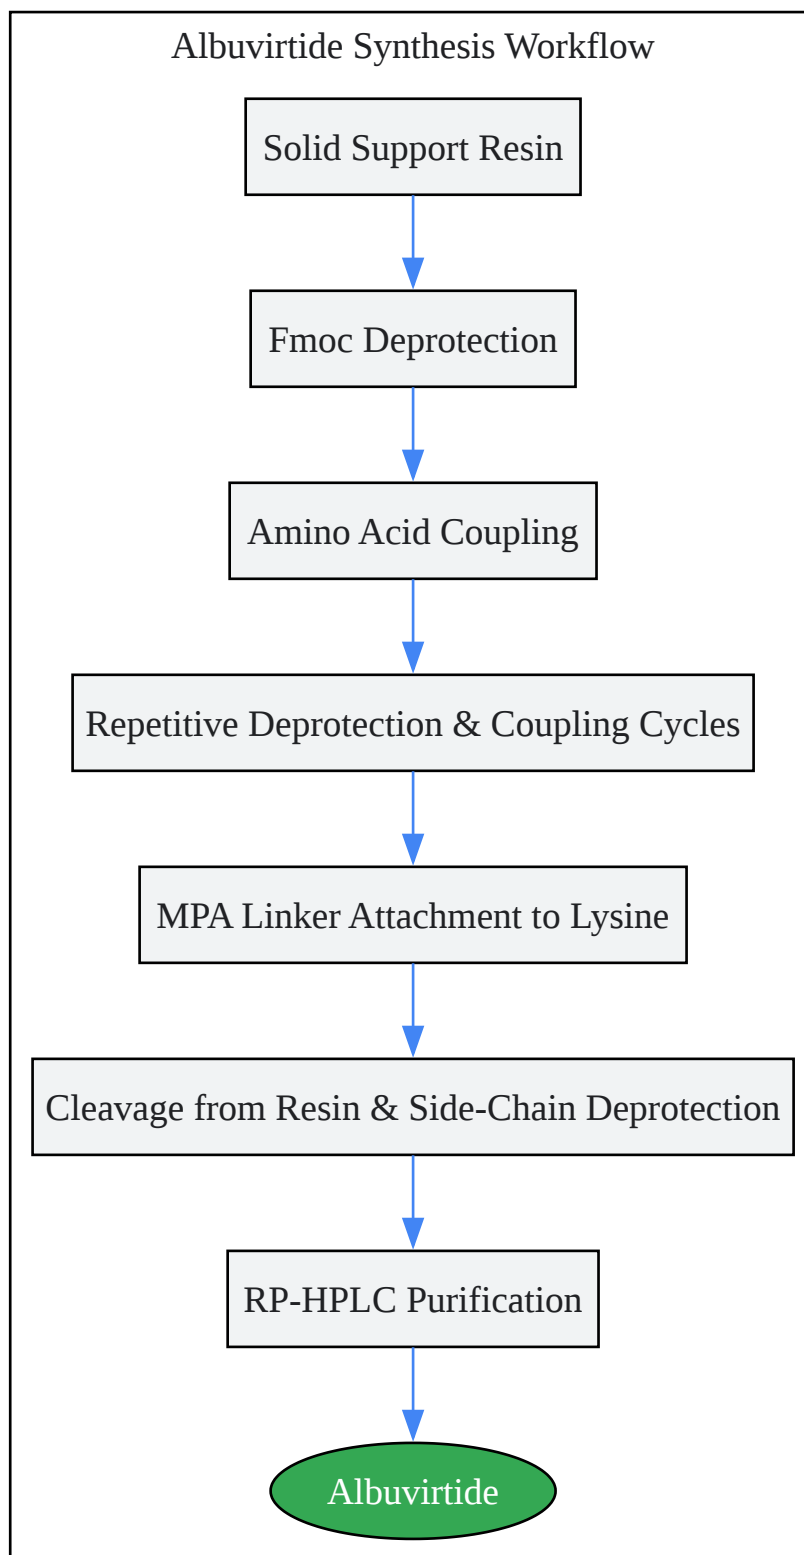 Albuvirtide Synthesis Workflow
Solid Support Resin
Fmoc Deprotection
Amino Acid Coupling
Repetitive Deprotection & Coupling Cycles
MPA Linker Attachment to Lysine
Cleavage from Resin & Side-Chain Deprotection
RP-HPLC Purification
Albuvirtide